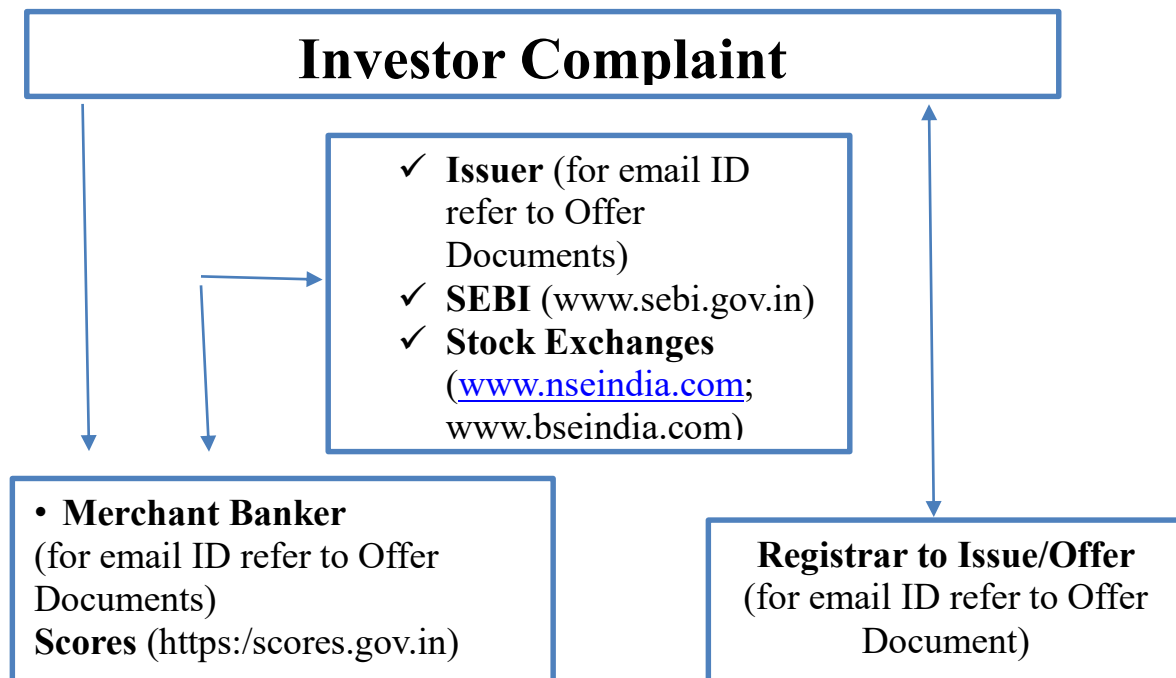 Investor Complaint
✓ Issuer (for email ID
refer to Offer
Documents)
✓ SEBI (www.sebi.gov.in)
✓ Stock Exchanges
(www.nseindia.com;
www.bseindia.com)
• Merchant Banker
(for email ID refer to Offer
Documents)
Scores (https:/scores.gov.in)
Registrar to Issue/Offer
(for email ID refer to Offer
Document)